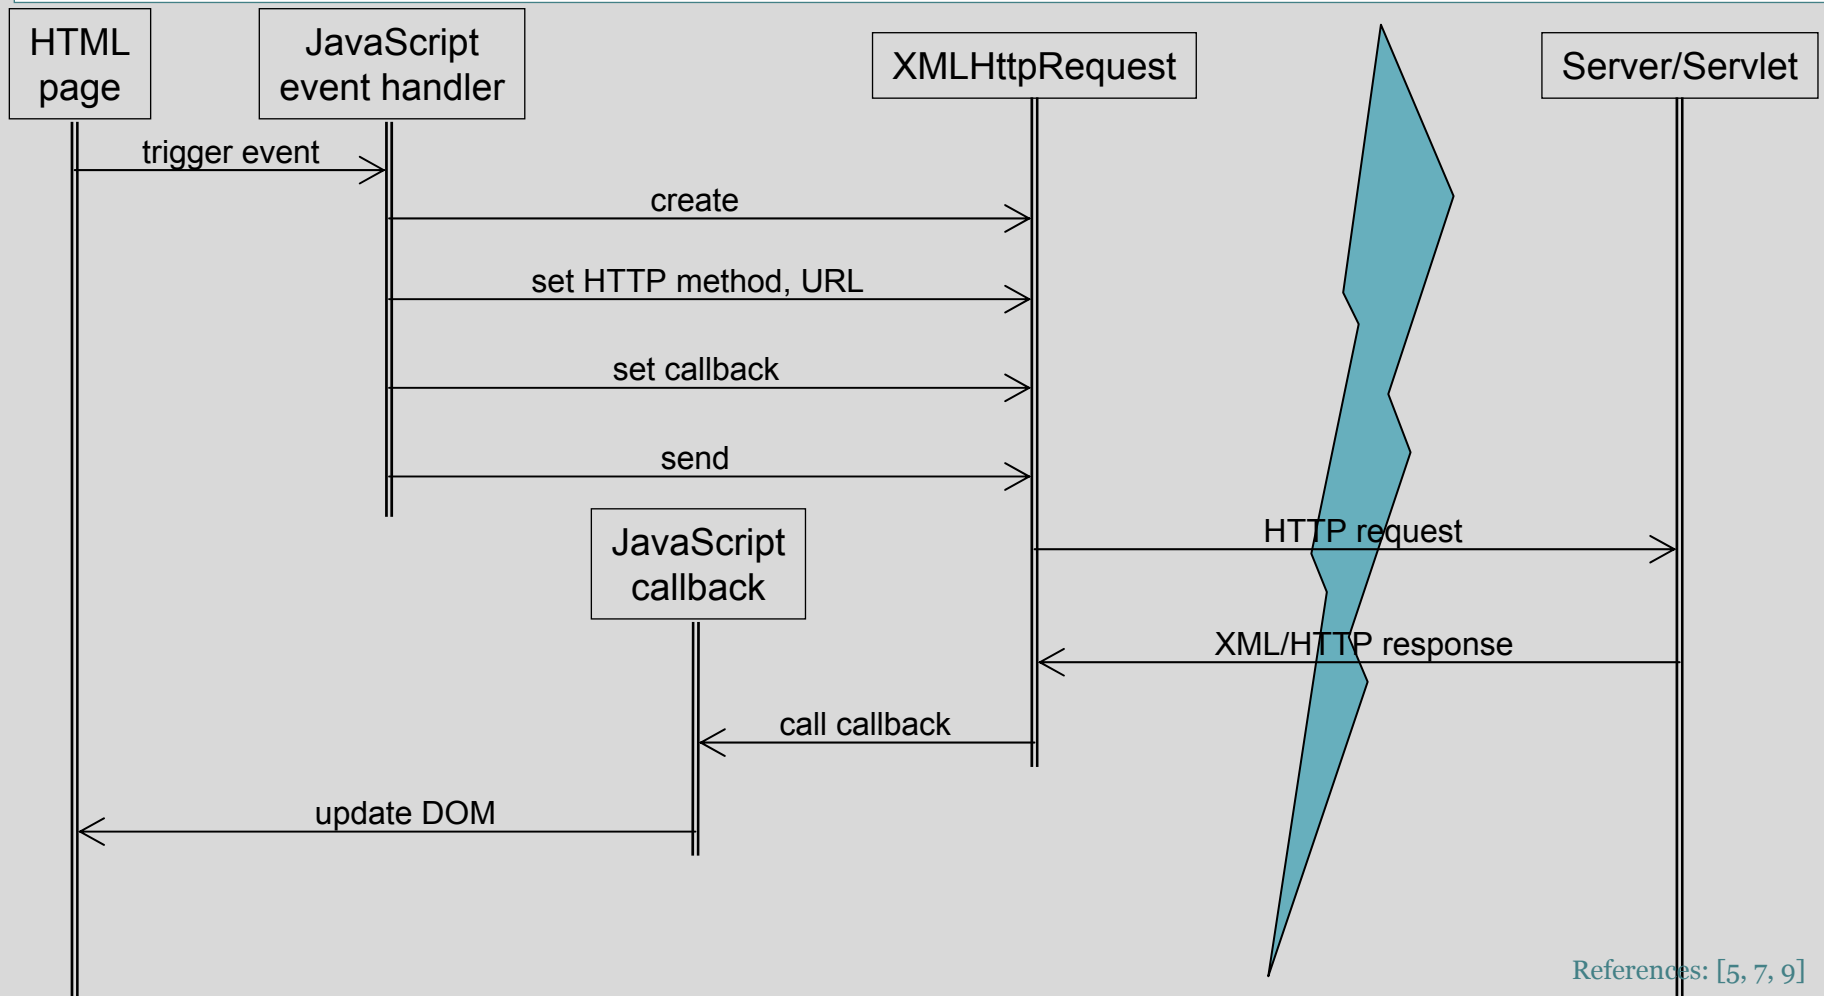 HTML
page
JavaScript
event handler
XMLHttpRequest
Server/Servlet
trigger event
create
set HTTP method, URL
set callback
send
JavaScript
callback
HTTP request
XML/HTTP response
call callback
update DOM
References: [5, 7, 9]